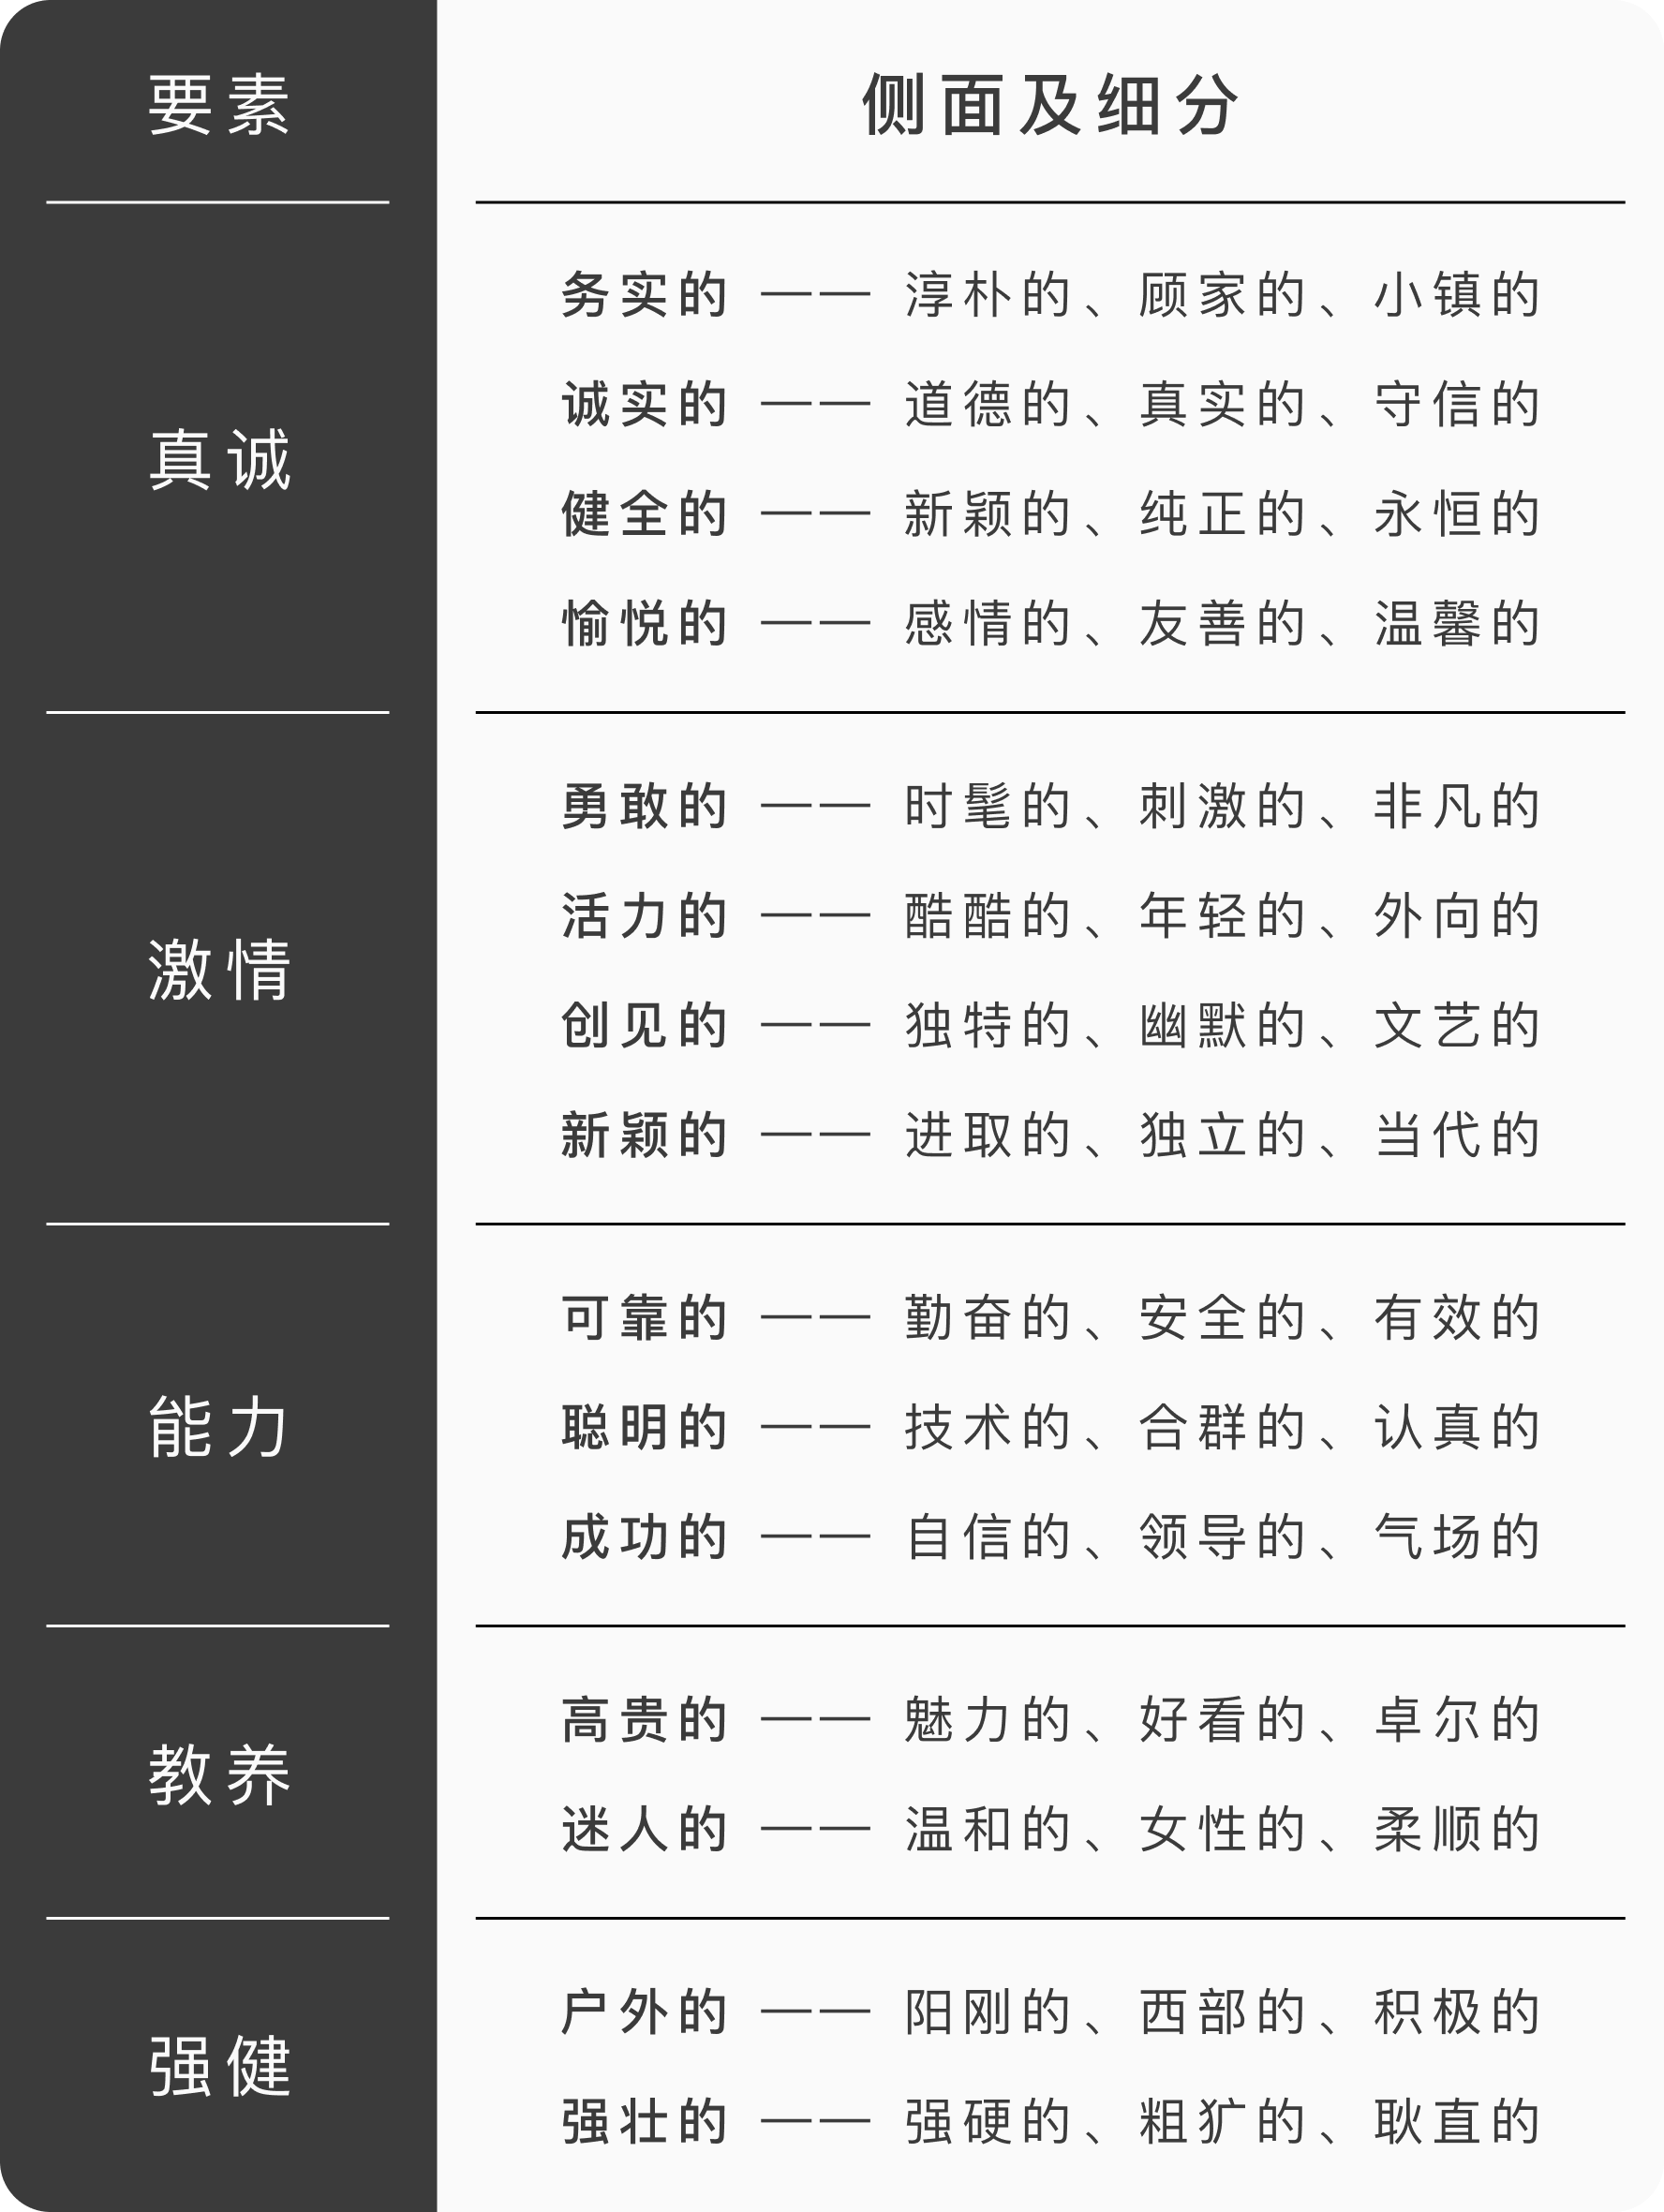 要素
侧面及细分
真诚
务实的 —— 淳朴的、顾家的、小镇的
诚实的 —— 道德的、真实的、守信的
健全的 —— 新颖的、纯正的、永恒的
愉悦的 —— 感情的、友善的、温馨的
激情
勇敢的 —— 时髦的、刺激的、非凡的
活力的 —— 酷酷的、年轻的、外向的
创见的 —— 独特的、幽默的、文艺的
新颖的 —— 进取的、独立的、当代的
能力
可靠的 —— 勤奋的、安全的、有效的
聪明的 —— 技术的、合群的、认真的
成功的 —— 自信的、领导的、气场的
教养
高贵的 —— 魅力的、好看的、卓尔的
迷人的 —— 温和的、女性的、柔顺的
强健
户外的 —— 阳刚的、西部的、积极的
强壮的 —— 强硬的、粗犷的、耿直的